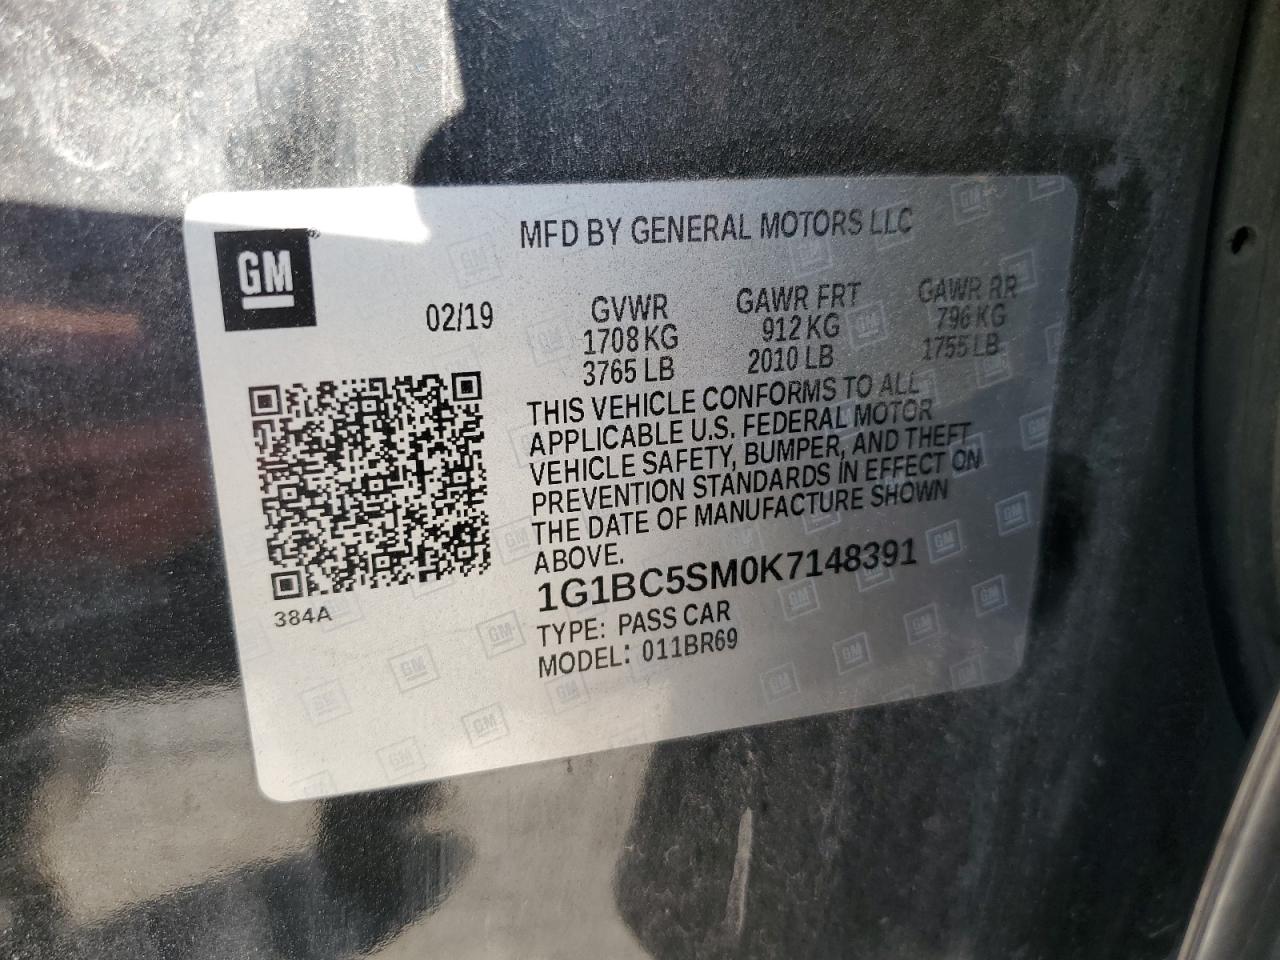 GM
MFD BY GENERAL MOTORS LLC
02/19
GVWR GAWR FRT GAWR RR
1708 KG 912 KG 796 KG
3765 LB 2010 LB 1755 LB
THIS VEHICLE CONFORMS TO ALL
APPLICABLE U.S. FEDERAL MOTOR
VEHICLE SAFETY, BUMPER, AND THEFT
PREVENTION STANDARDS IN EFFECT ON
THE DATE OF MANUFACTURE SHOWN
ABOVE.
384A
1G1BC5SM0K7148391
TYPE: PASS CAR
MODEL: 011BR69